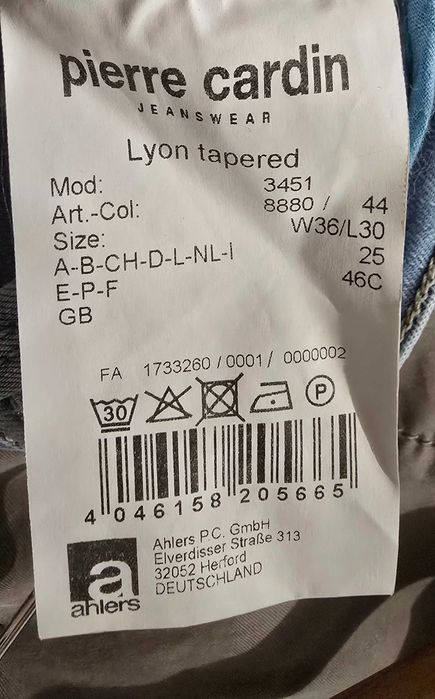 pierre cardin
JEANSWEAR
Lyon tapered
Mod: 3451
Art.-Col: 8880 / 44
Size: W36/L30
A-B-CH-D-L-NL-I 25
E-P-F 46C
GB
FA 1733260 / 0001 / 0000002
30 P
4 046158 205665
a
ahlers
Ahlers P.C. GmbH
Elverdisser Straße 313
32052 Herford
DEUTSCHLAND